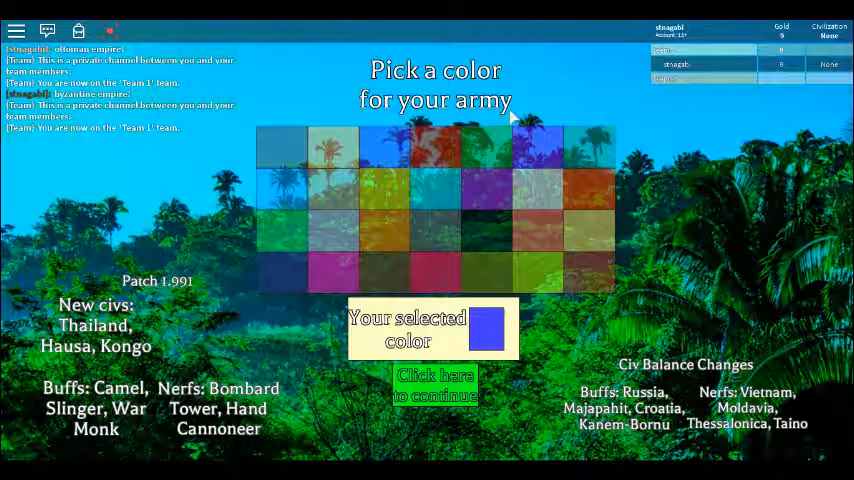 stnagabi
Account: 13+
Gold
9
Civilization
None
[stnagabi]: ottoman empire!
{Team} This is a private channel between you and your
team members.
{Team} You are now on the 'Team 1' team.
[stnagabi]: byzantine empire!
{Team} This is a private channel between you and your
team members.
{Team} You are now on the 'Team 1' team.
9
stnagabi
9
None
Pick a color
for your army
Patch 1.991
New civs:
Thailand,
Hausa, Kongo
Buffs: Camel,
Slinger, War
Monk
Nerfs: Bombard
Tower, Hand
Cannoneer
Your selected
color
Click here
to continue
Civ Balance Changes
Buffs: Russia,
Majapahit, Croatia,
Kanem-Bornu
Nerfs: Vietnam,
Moldavia,
Thessalonica, Taino